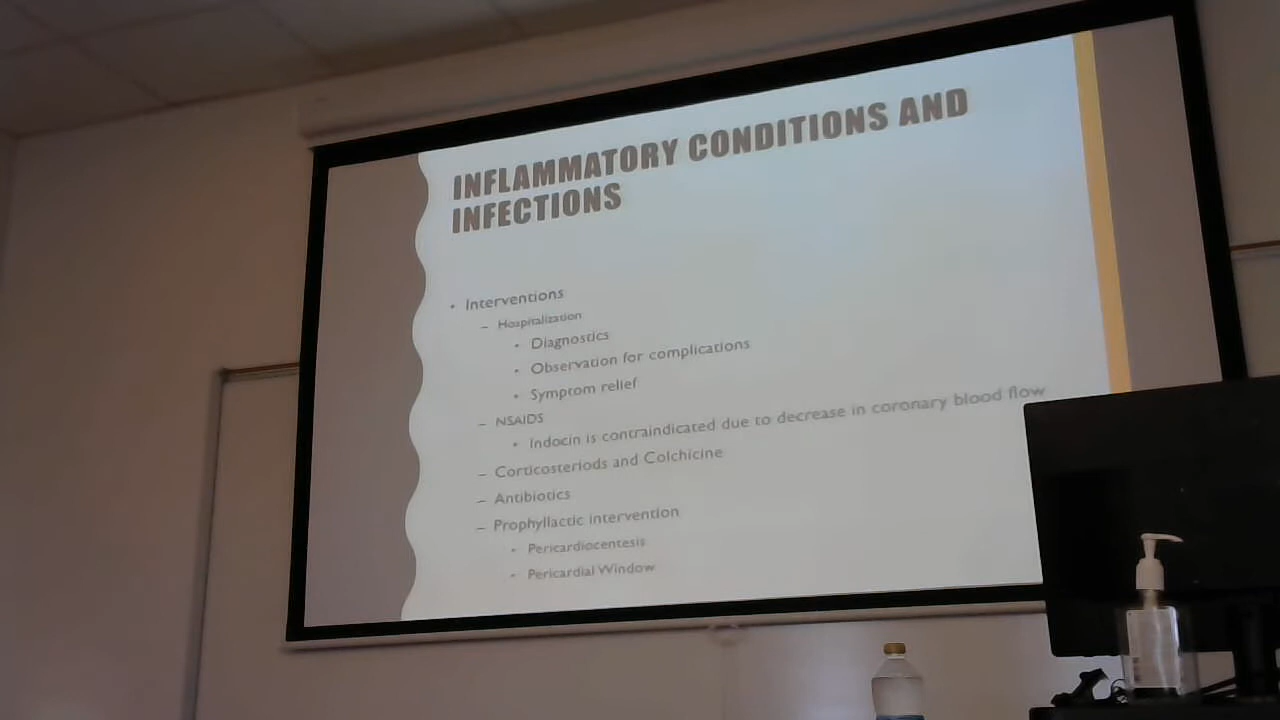 INFLAMMATORY CONDITIONS AND
INFECTIONS
• Interventions
– Hospitalization
• Diagnostics
• Observation for complications
• Symptom relief
– NSAIDS
• Indocin is contraindicated due to decrease in coronary blood flow
– Corticosteriods and Colchicine
– Antibiotics
– Prophyllactic intervention
• Pericardiocentesis
• Pericardial Window